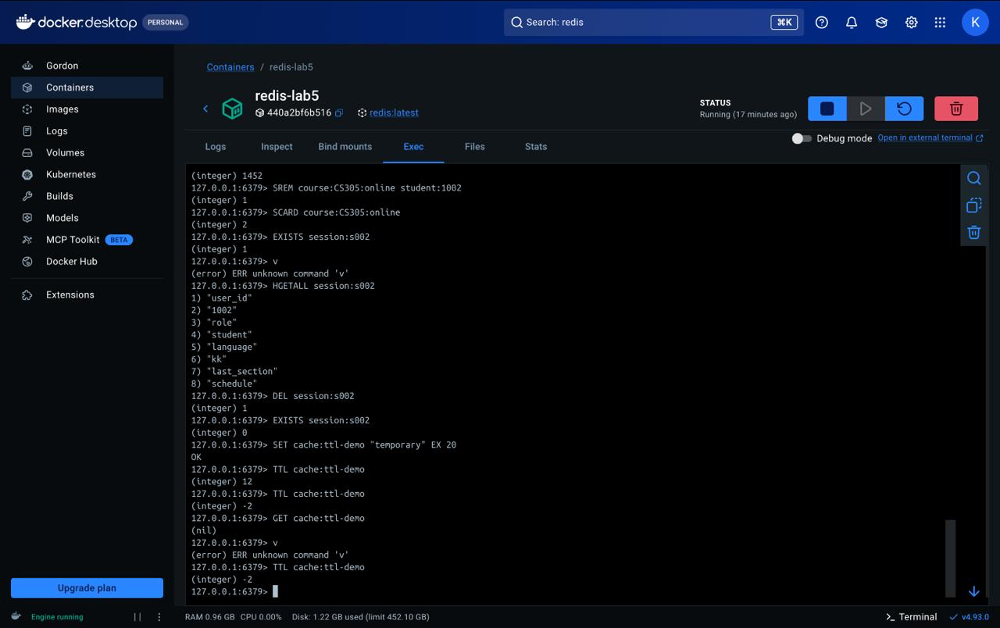 docker.desktop PERSONAL
Search: redis ⌘K
K
Gordon
Containers
Images
Logs
Volumes
Kubernetes
Builds
Models
MCP Toolkit BETA
Docker Hub
Extensions
Upgrade plan
Containers / redis-lab5
redis-lab5
440a2bf6b516 redis:latest
STATUS
Running (17 minutes ago)
Logs Inspect Bind mounts Exec Files Stats
Debug mode Open in external terminal
(integer) 1452
127.0.0.1:6379> SREM course:CS305:online student:1002
(integer) 1
127.0.0.1:6379> SCARD course:CS305:online
(integer) 2
127.0.0.1:6379> EXISTS session:s002
(integer) 1
127.0.0.1:6379> v
(error) ERR unknown command 'v'
127.0.0.1:6379> HGETALL session:s002
1) "user_id"
2) "1002"
3) "role"
4) "student"
5) "language"
6) "kk"
7) "last_section"
8) "schedule"
127.0.0.1:6379> DEL session:s002
(integer) 1
127.0.0.1:6379> EXISTS session:s002
(integer) 0
127.0.0.1:6379> SET cache:ttl-demo "temporary" EX 20
OK
127.0.0.1:6379> TTL cache:ttl-demo
(integer) 12
127.0.0.1:6379> TTL cache:ttl-demo
(integer) -2
127.0.0.1:6379> GET cache:ttl-demo
(nil)
127.0.0.1:6379> v
(error) ERR unknown command 'v'
127.0.0.1:6379> TTL cache:ttl-demo
(integer) -2
127.0.0.1:6379>
Engine running
RAM 0.96 GB CPU 0.00% Disk: 1.22 GB used (limit 452.10 GB)
Terminal
v4.93.0